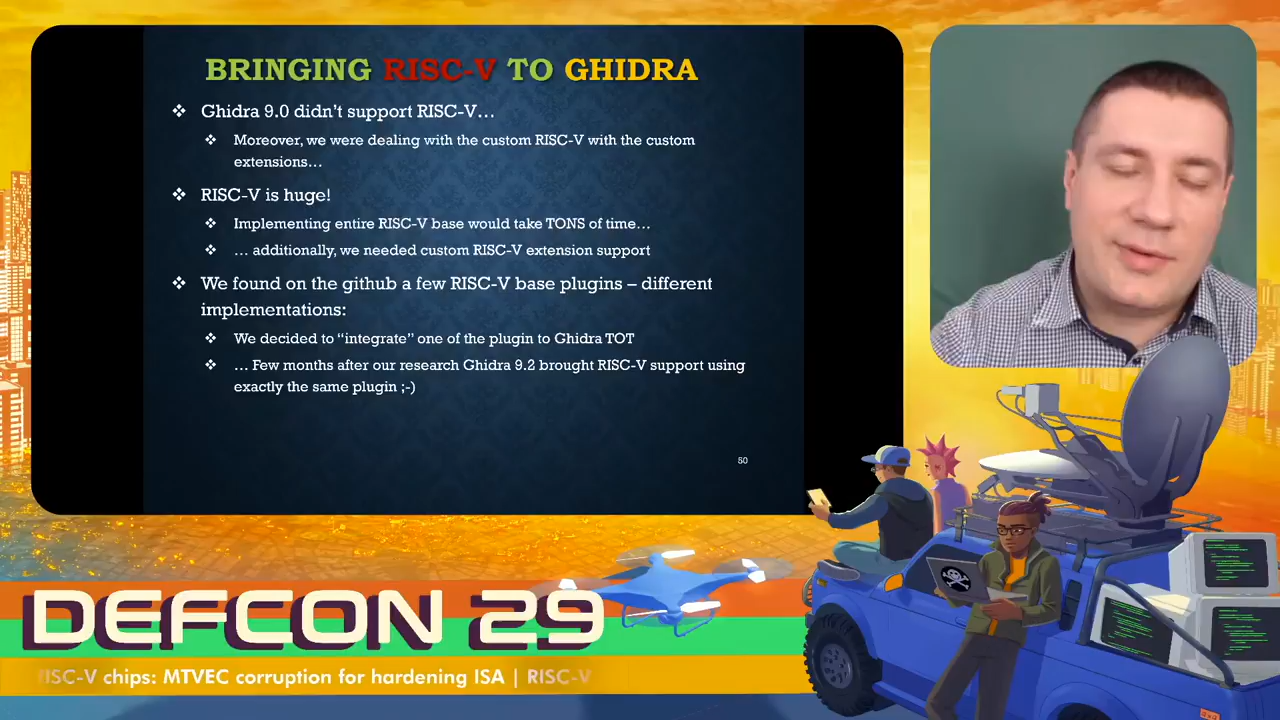 BRINGING RISC-V TO GHIDRA
❖ Ghidra 9.0 didn't support RISC-V…
❖ Moreover, we were dealing with the custom RISC-V with the custom
extensions…
❖ RISC-V is huge!
❖ Implementing entire RISC-V base would take TONS of time…
❖ … additionally, we needed custom RISC-V extension support
❖ We found on the github a few RISC-V base plugins – different
implementations:
❖ We decided to “integrate” one of the plugin to Ghidra TOT
❖ … Few months after our research Ghidra 9.2 brought RISC-V support using
exactly the same plugin ;-)
50
DEFCON 29
RISC-V chips: MTVEC corruption for hardening ISA | RISC-V